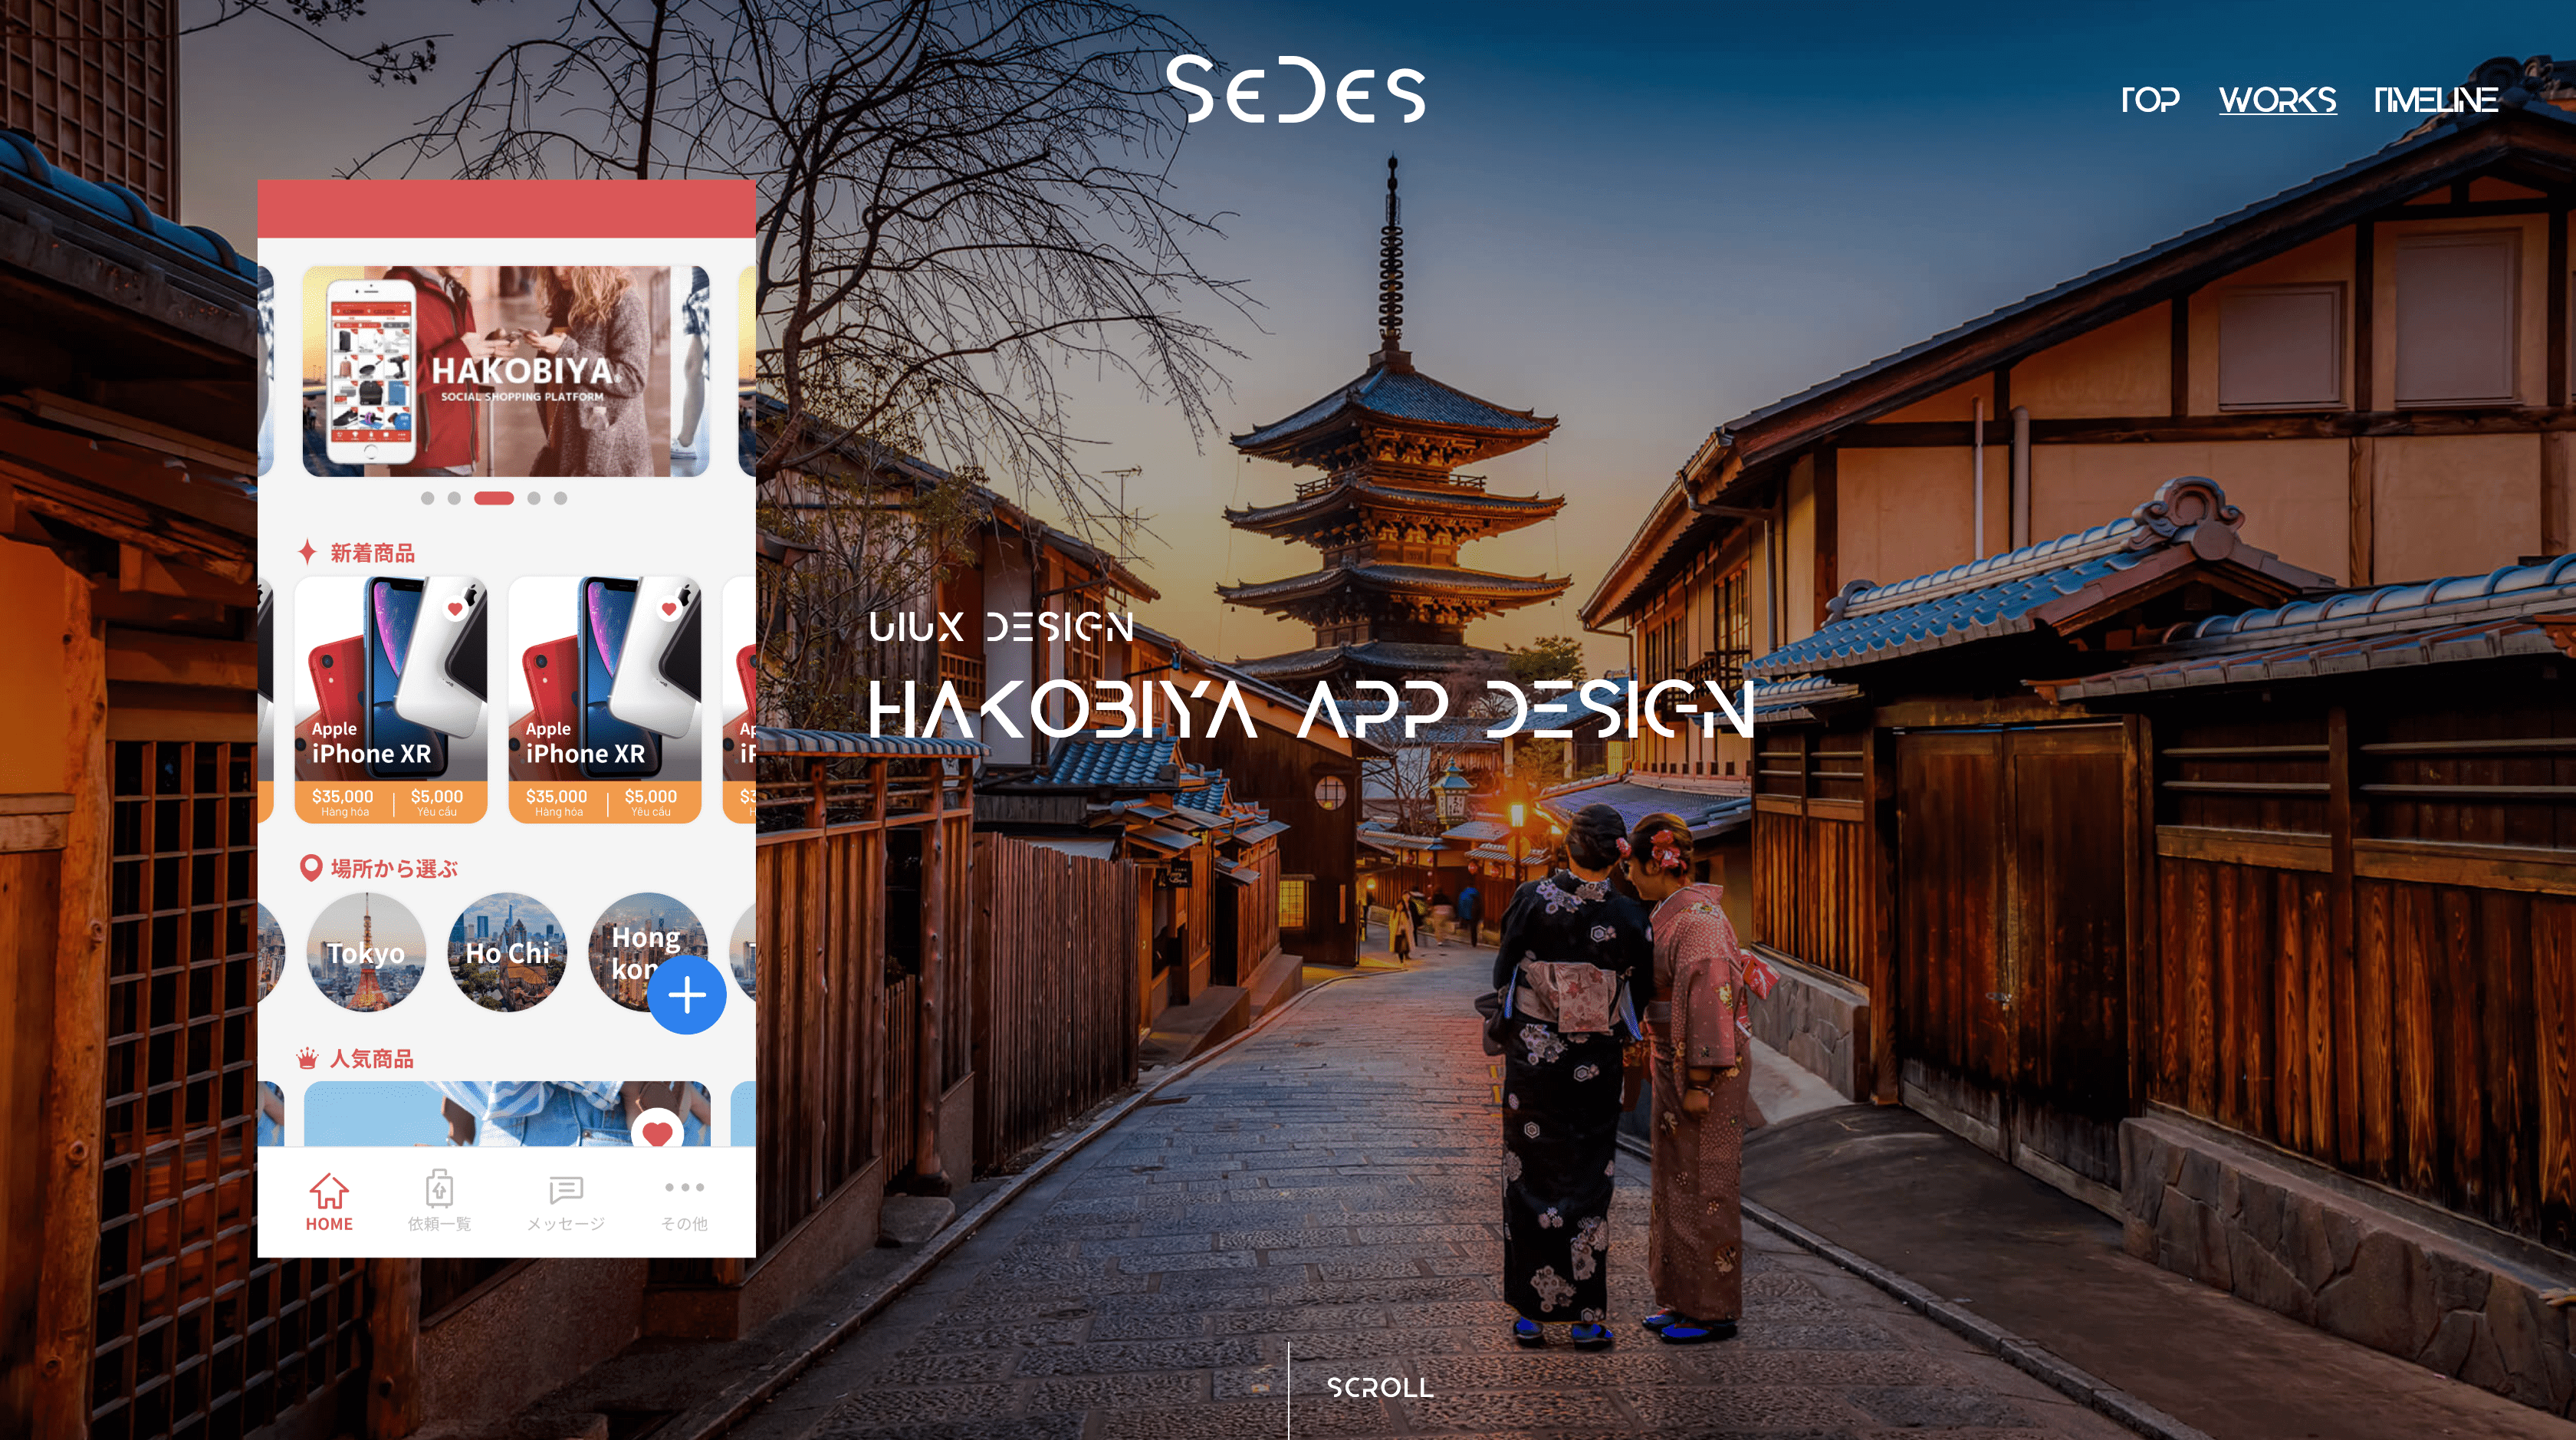 SEDES
TOP WORKS TIMELINE
HAKOBIYA
SOCIAL SHOPPING PLATFORM
新着商品
Apple
iPhone XR
$35,000 $5,000
Hàng hóa Yêu cầu
Apple
iPhone XR
$35,000 $5,000
Hàng hóa Yêu cầu
場所から選ぶ
Tokyo
Ho Chi
Hong
人気商品
HOME
依頼一覧
メッセージ
その他
UIUX DESIGN
HAKOBIYA APP DESIGN
SCROLL